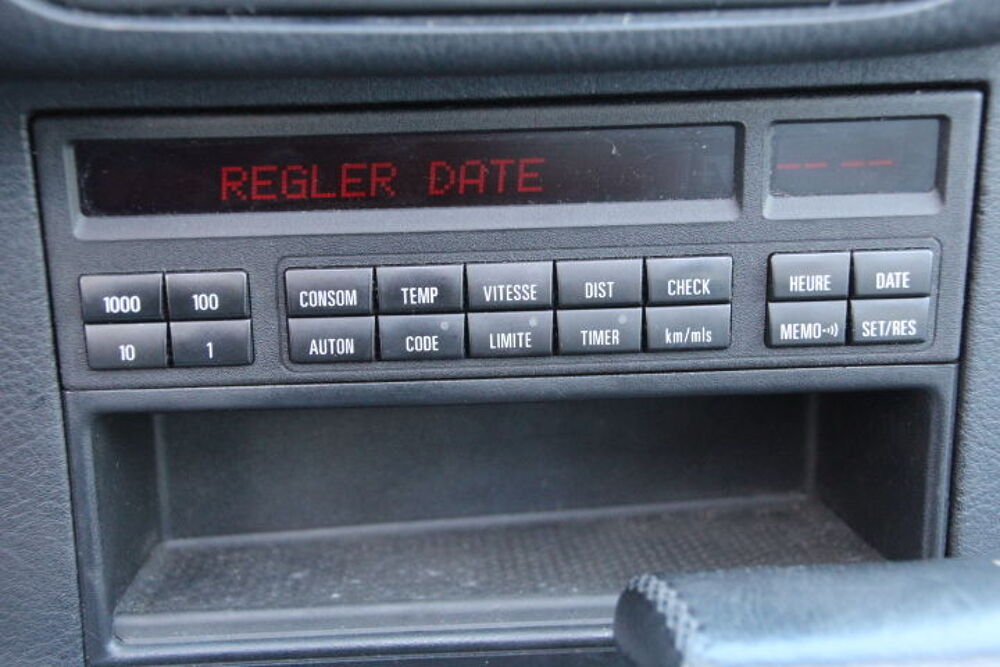 REGLER DATE -- --
1000 100 CONSOM TEMP VITESSE DIST CHECK HEURE DATE
10 1 AUTON CODE LIMITE TIMER km/mls MEMO SET/RES